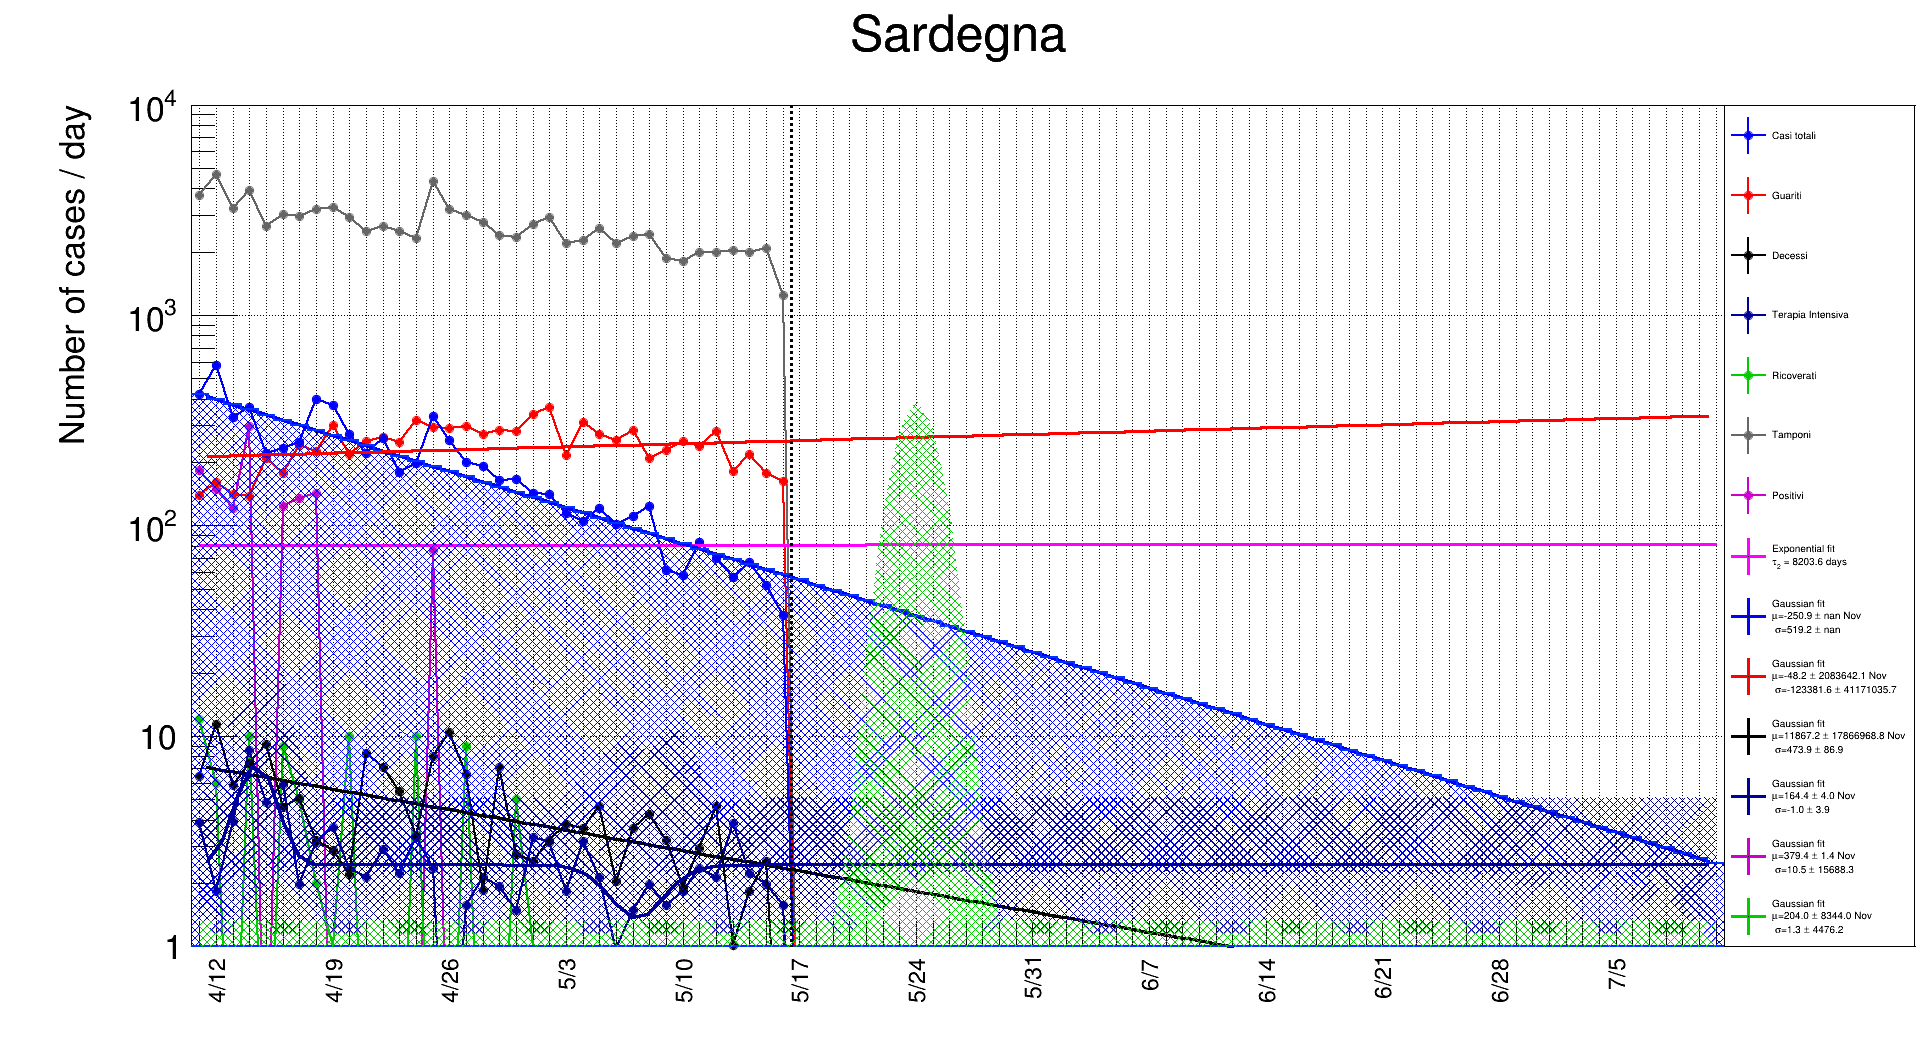 Sardegna
Number of cases / day
10^4
10^3
10^2
10
1
4/12
4/19
4/26
5/3
5/10
5/17
5/24
5/31
6/7
6/14
6/21
6/28
7/5
Casi totali
Guariti
Decessi
Terapia Intensiva
Ricoverati
Tamponi
Positivi
Exponential fit
τ₂ = 8203.6 days
Gaussian fit
μ=-250.9 ± nan Nov
σ=519.2 ± nan
Gaussian fit
μ=-48.2 ± 2083642.1 Nov
σ=-123381.6 ± 41171035.7
Gaussian fit
μ=11867.2 ± 17866968.8 Nov
σ=473.9 ± 86.9
Gaussian fit
μ=164.4 ± 4.0 Nov
σ=-1.0 ± 3.9
Gaussian fit
μ=379.4 ± 1.4 Nov
σ=10.5 ± 15688.3
Gaussian fit
μ=204.0 ± 8344.0 Nov
σ=1.3 ± 4476.2